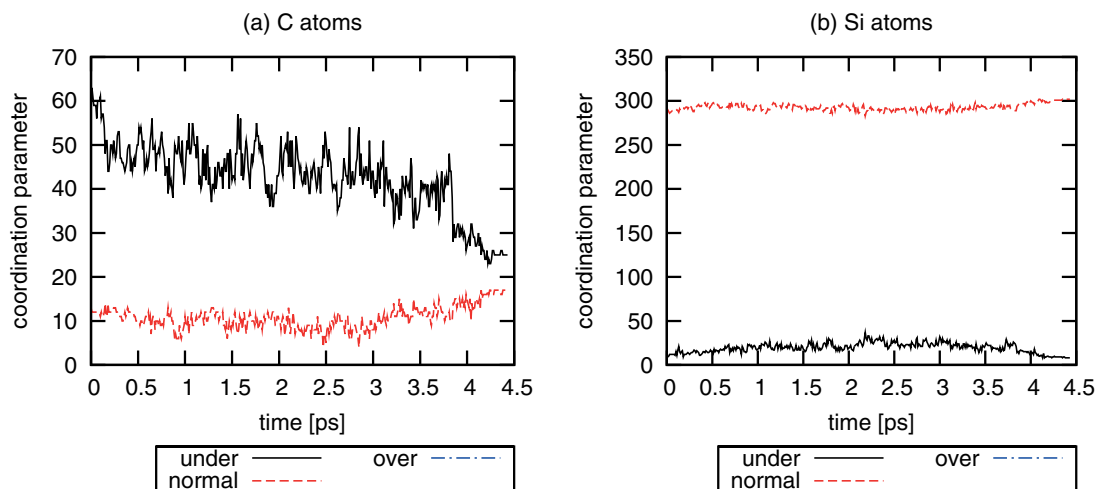 (a) C atoms
coordination parameter
70
60
50
40
30
20
10
0
0 0.5 1 1.5 2 2.5 3 3.5 4 4.5
time [ps]
under over
normal
(b) Si atoms
coordination parameter
350
300
250
200
150
100
50
0
0 0.5 1 1.5 2 2.5 3 3.5 4 4.5
time [ps]
under over
normal